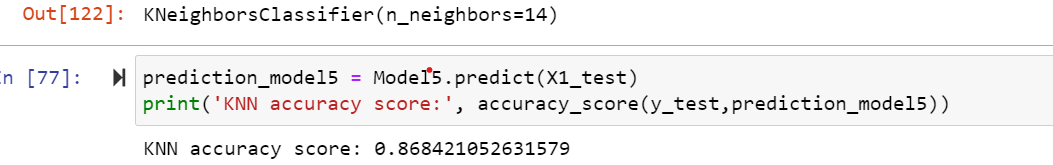 Out[122]: KNeighborsClassifier(n_neighbors=14)
n [77]: prediction_model5 = Model5.predict(X1_test)
print('KNN accuracy score:', accuracy_score(y_test,prediction_model5))
KNN accuracy score: 0.868421052631579